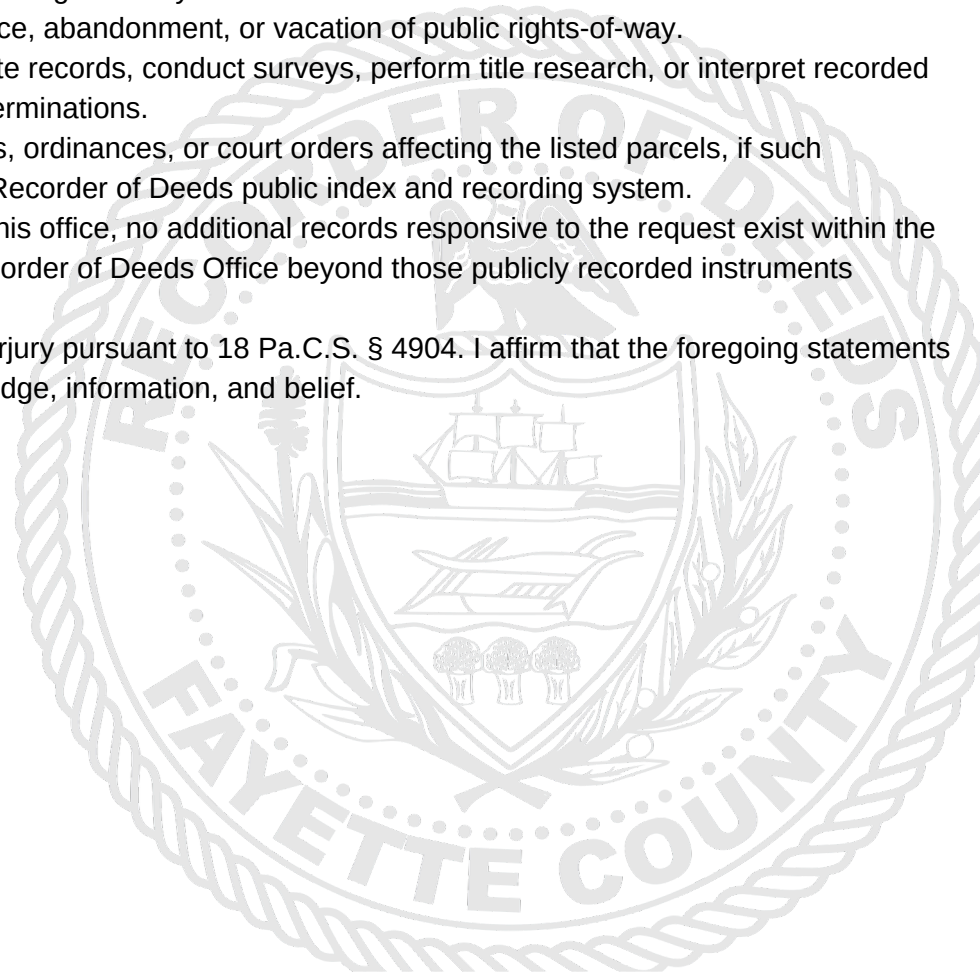 ce, abandonment, or vacation of public rights-of-way.
te records, conduct surveys, perform title research, or interpret recorded
erminations.
s, ordinances, or court orders affecting the listed parcels, if such
Recorder of Deeds public index and recording system.
his office, no additional records responsive to the request exist within the
order of Deeds Office beyond those publicly recorded instruments
rjury pursuant to 18 Pa.C.S. § 4904. I affirm that the foregoing statements
dge, information, and belief.
RECORDER OF DEEDS
FAYETTE COUNTY